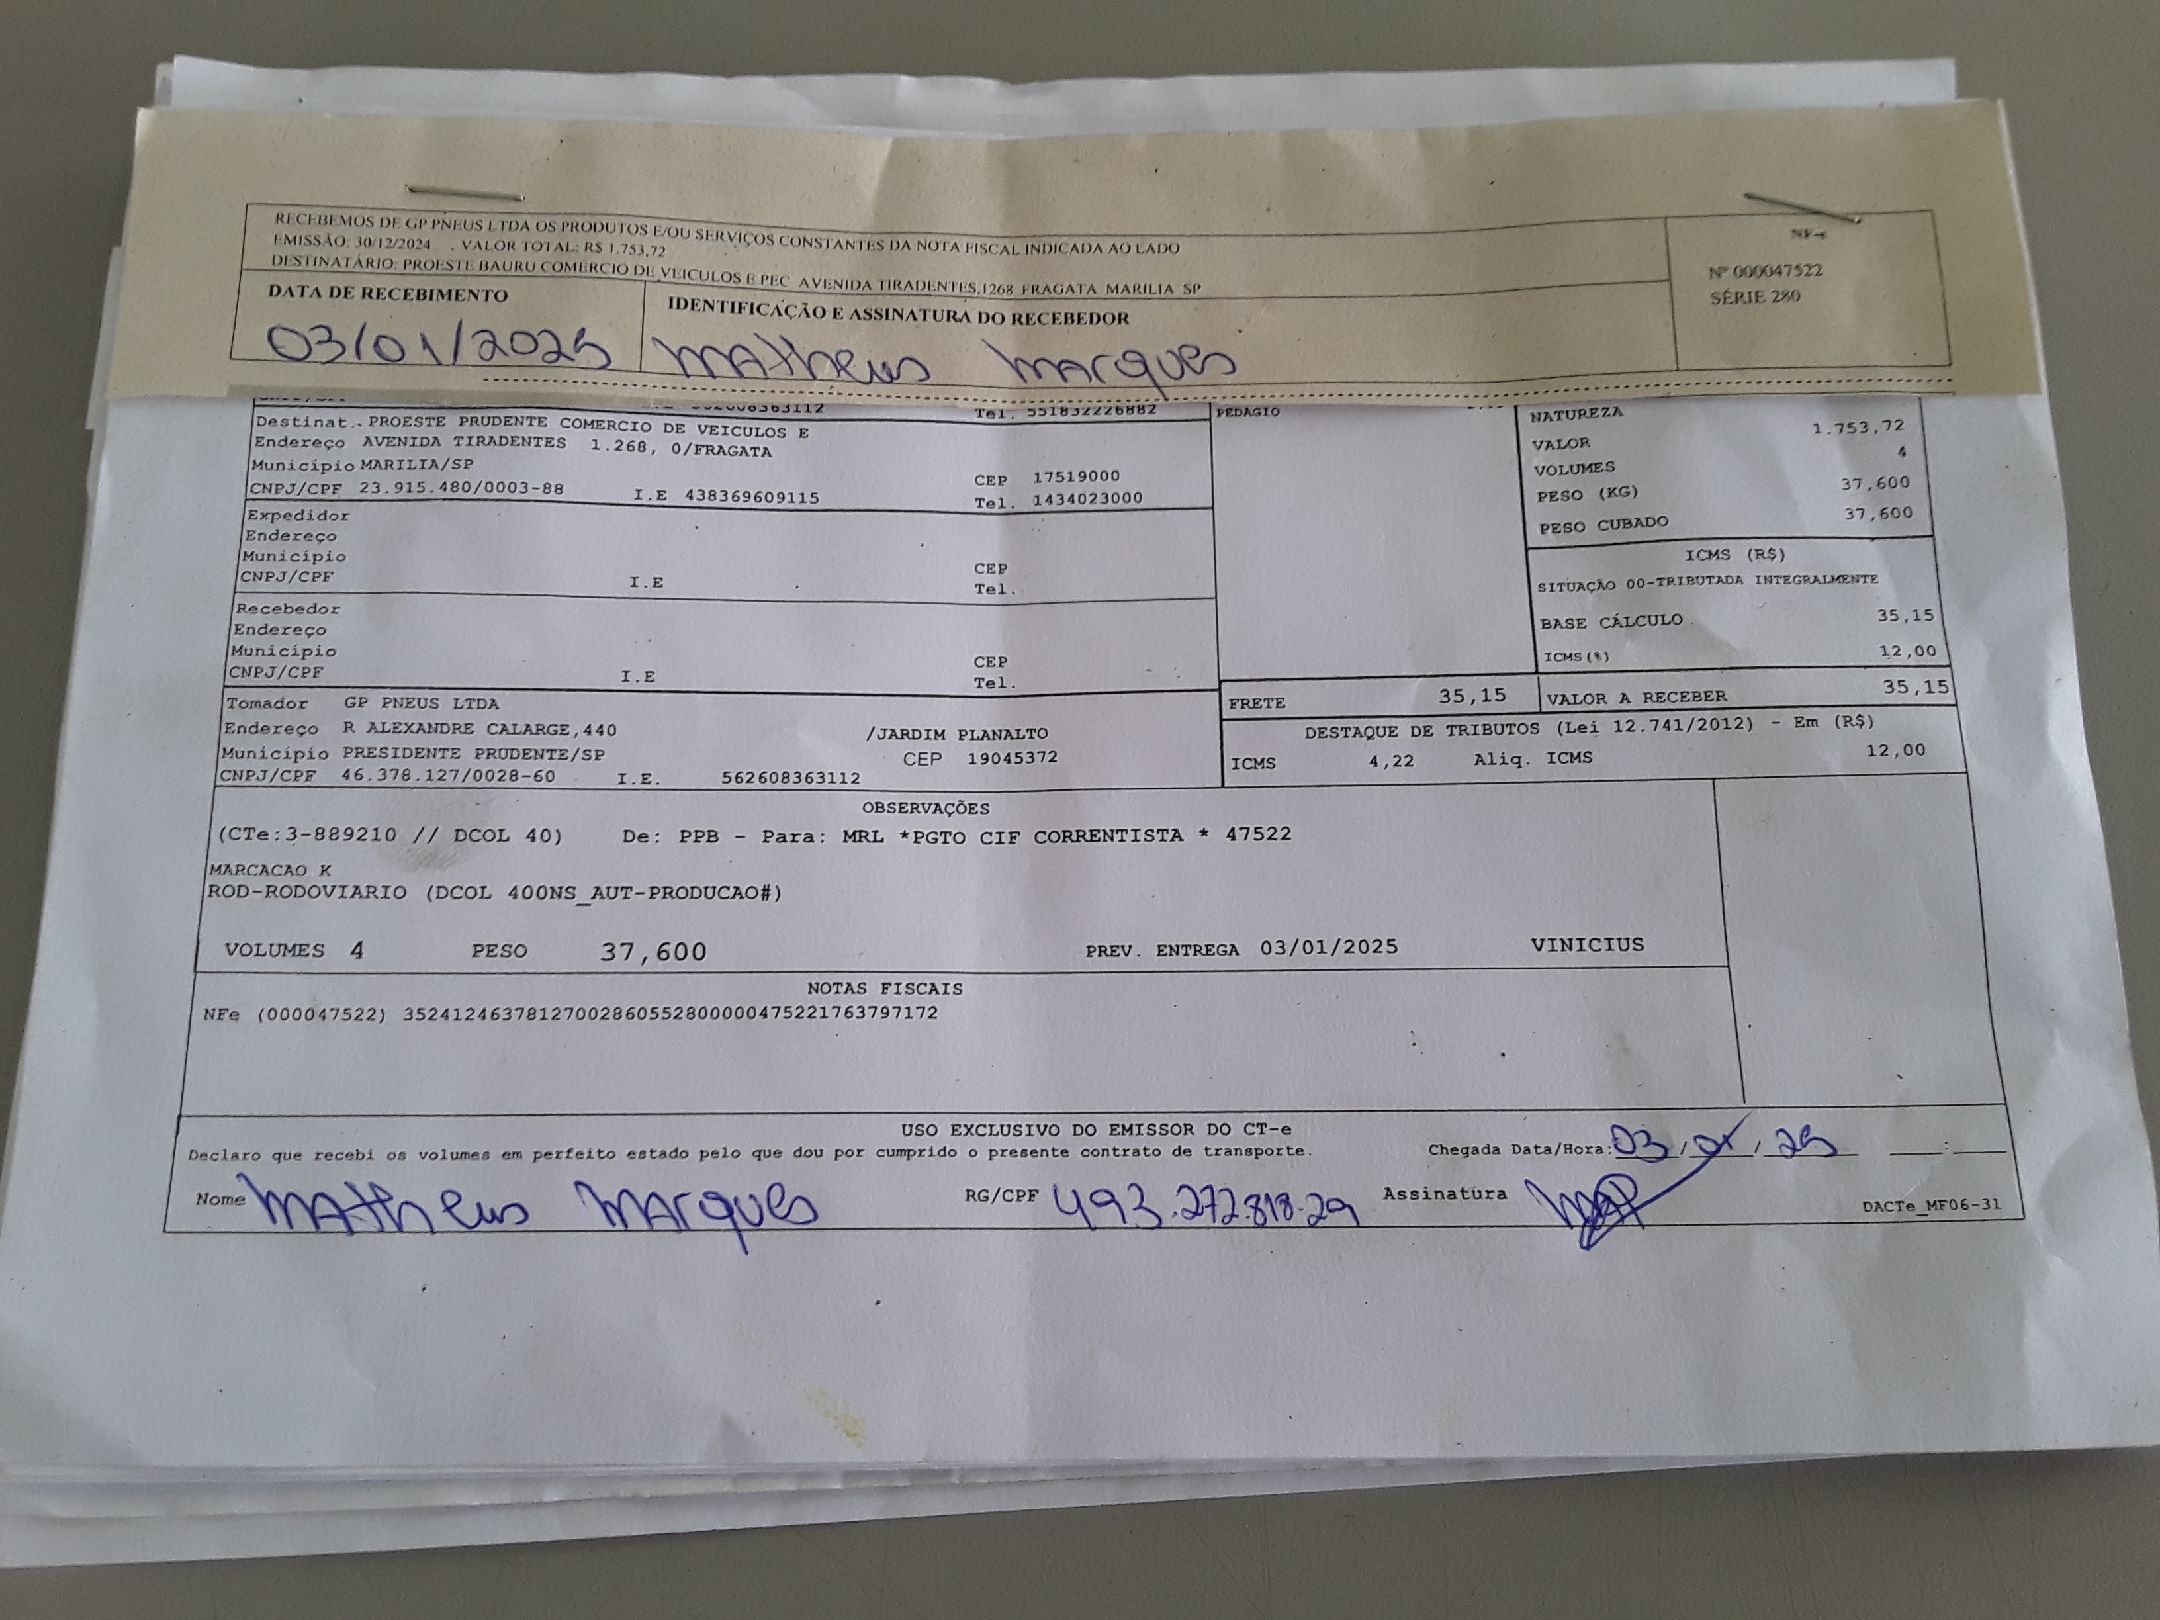 RECEBEMOS DE GP PNEUS LTDA OS PRODUTOS E/OU SERVIÇOS CONSTANTES DA NOTA FISCAL INDICADA AO LADO
EMISSÃO: 30/12/2024 . VALOR TOTAL: R$ 1.753,72
DESTINATÁRIO: PROESTE BAURU COMERCIO DE VEICULOS E PEC AVENIDA TIRADENTES,1268 FRAGATA MARILIA SP
NF-e
Nº 000047522
SÉRIE 280
DATA DE RECEBIMENTO
03/01/2025
IDENTIFICAÇÃO E ASSINATURA DO RECEBEDOR
Matheus Marques
I.E 562608363112 Tel. 551832226882
Destinat.. PROESTE PRUDENTE COMERCIO DE VEICULOS E
Endereço AVENIDA TIRADENTES 1.268, 0/FRAGATA
Município MARILIA/SP CEP 17519000
CNPJ/CPF 23.915.480/0003-88 I.E 438369609115 Tel. 1434023000
Expedidor
Endereço
Município CEP
CNPJ/CPF I.E Tel.
Recebedor
Endereço
Município CEP
CNPJ/CPF I.E Tel.
Tomador GP PNEUS LTDA
Endereço R ALEXANDRE CALARGE,440 /JARDIM PLANALTO
Município PRESIDENTE PRUDENTE/SP CEP 19045372
CNPJ/CPF 46.378.127/0028-60 I.E. 562608363112
PEDAGIO
NATUREZA
VALOR 1.753,72
VOLUMES 4
PESO (KG) 37,600
PESO CUBADO 37,600
ICMS (R$)
SITUAÇÃO 00-TRIBUTADA INTEGRALMENTE
BASE CÁLCULO 35,15
ICMS(%) 12,00
FRETE 35,15 VALOR A RECEBER 35,15
DESTAQUE DE TRIBUTOS (Lei 12.741/2012) - Em (R$)
ICMS 4,22 Aliq. ICMS 12,00
OBSERVAÇÕES
(CTe:3-889210 // DCOL 40) De: PPB - Para: MRL *PGTO CIF CORRENTISTA * 47522
MARCACAO K
ROD-RODOVIARIO (DCOL 400NS_AUT-PRODUCAO#)
VOLUMES 4 PESO 37,600 PREV. ENTREGA 03/01/2025 VINICIUS
NOTAS FISCAIS
NFe (000047522) 35241246378127002860552800000475221763797172
USO EXCLUSIVO DO EMISSOR DO CT-e
Declaro que recebi os volumes em perfeito estado pelo que dou por cumprido o presente contrato de transporte. Chegada Data/Hora: 03/01/25 __:__
Nome Matheus Marques RG/CPF 493.272.818-29 Assinatura
DACTe_MF06-31